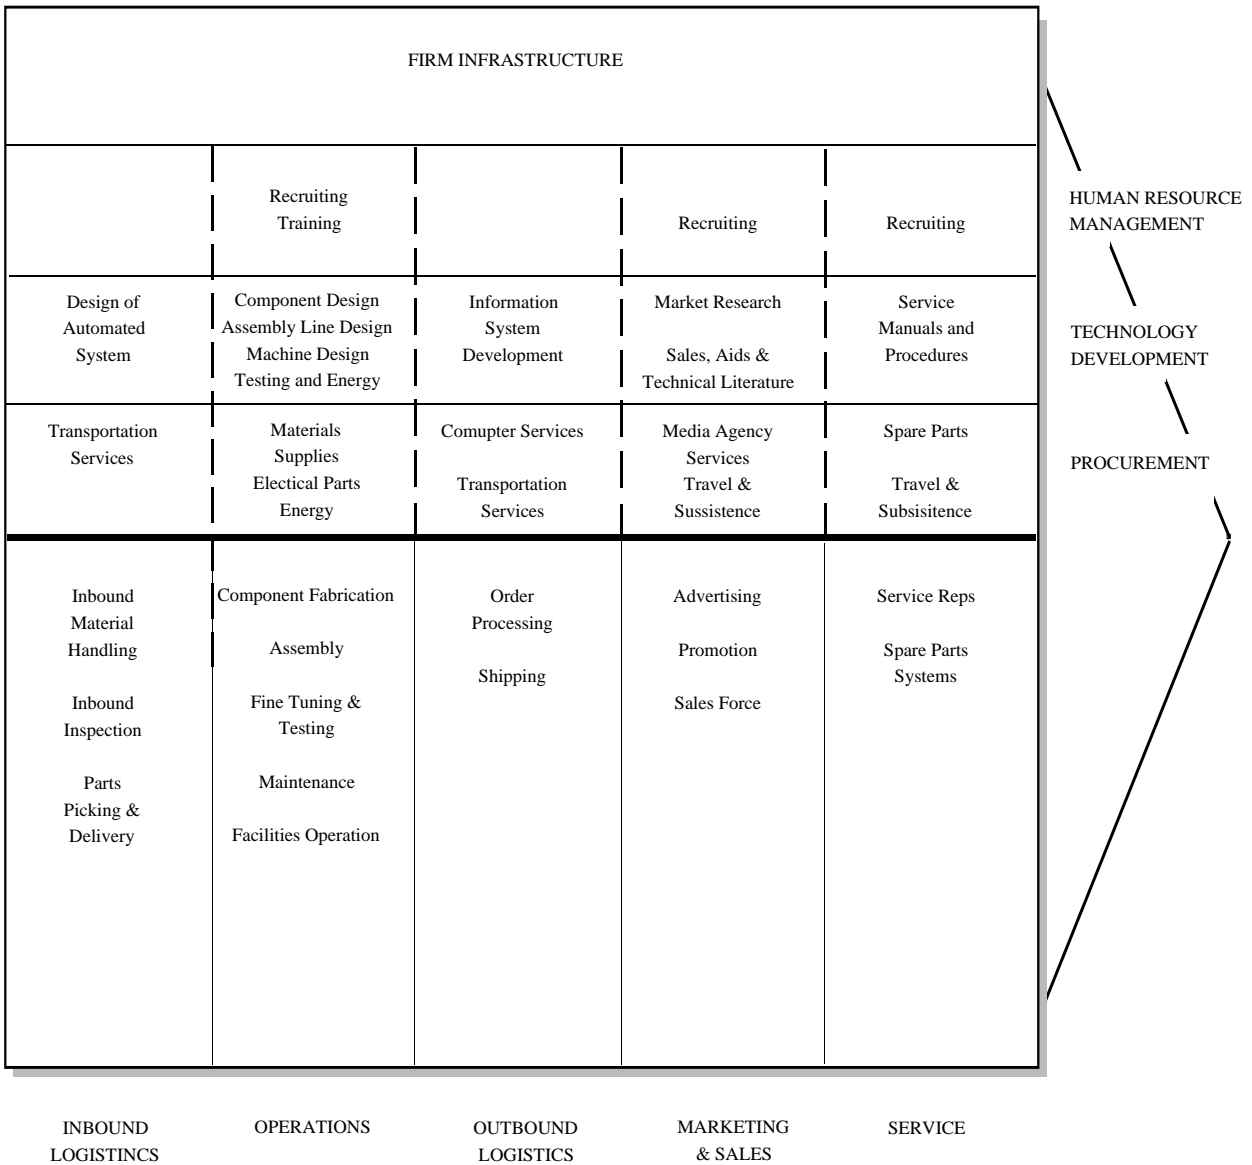 FIRM INFRASTRUCTURE
Recruiting
Training
Recruiting
Recruiting
HUMAN RESOURCE
MANAGEMENT
Design of
Automated
System
Component Design
Assembly Line Design
Machine Design
Testing and Energy
Information
System
Development
Market Research
Sales, Aids &
Technical Literature
Service
Manuals and
Procedures
TECHNOLOGY
DEVELOPMENT
Transportation
Services
Materials
Supplies
Electical Parts
Energy
Comupter Services
Transportation
Services
Media Agency
Services
Travel &
Sussistence
Spare Parts
Travel &
Subsisitence
PROCUREMENT
Inbound
Material
Handling
Inbound
Inspection
Parts
Picking &
Delivery
Component Fabrication
Assembly
Fine Tuning &
Testing
Maintenance
Facilities Operation
Order
Processing
Shipping
Advertising
Promotion
Sales Force
Service Reps
Spare Parts
Systems
INBOUND
LOGISTINCS
OPERATIONS
OUTBOUND
LOGISTICS
MARKETING
& SALES
SERVICE